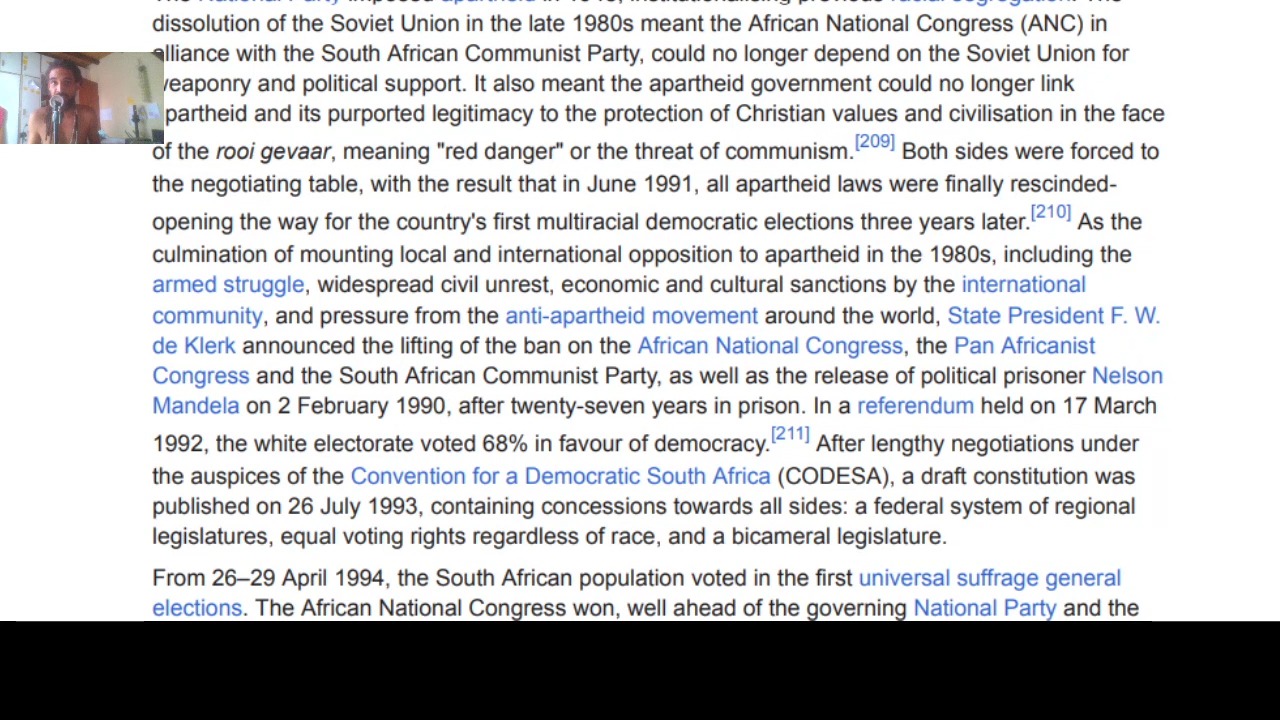 dissolution of the Soviet Union in the late 1980s meant the African National Congress (ANC) in
alliance with the South African Communist Party, could no longer depend on the Soviet Union for
weaponry and political support. It also meant the apartheid government could no longer link
apartheid and its purported legitimacy to the protection of Christian values and civilisation in the face
of the rooi gevaar, meaning "red danger" or the threat of communism.[209] Both sides were forced to
the negotiating table, with the result that in June 1991, all apartheid laws were finally rescinded-
opening the way for the country's first multiracial democratic elections three years later.[210] As the
culmination of mounting local and international opposition to apartheid in the 1980s, including the
armed struggle, widespread civil unrest, economic and cultural sanctions by the international
community, and pressure from the anti-apartheid movement around the world, State President F. W.
de Klerk announced the lifting of the ban on the African National Congress, the Pan Africanist
Congress and the South African Communist Party, as well as the release of political prisoner Nelson
Mandela on 2 February 1990, after twenty-seven years in prison. In a referendum held on 17 March
1992, the white electorate voted 68% in favour of democracy.[211] After lengthy negotiations under
the auspices of the Convention for a Democratic South Africa (CODESA), a draft constitution was
published on 26 July 1993, containing concessions towards all sides: a federal system of regional
legislatures, equal voting rights regardless of race, and a bicameral legislature.
From 26–29 April 1994, the South African population voted in the first universal suffrage general
elections. The African National Congress won, well ahead of the governing National Party and the